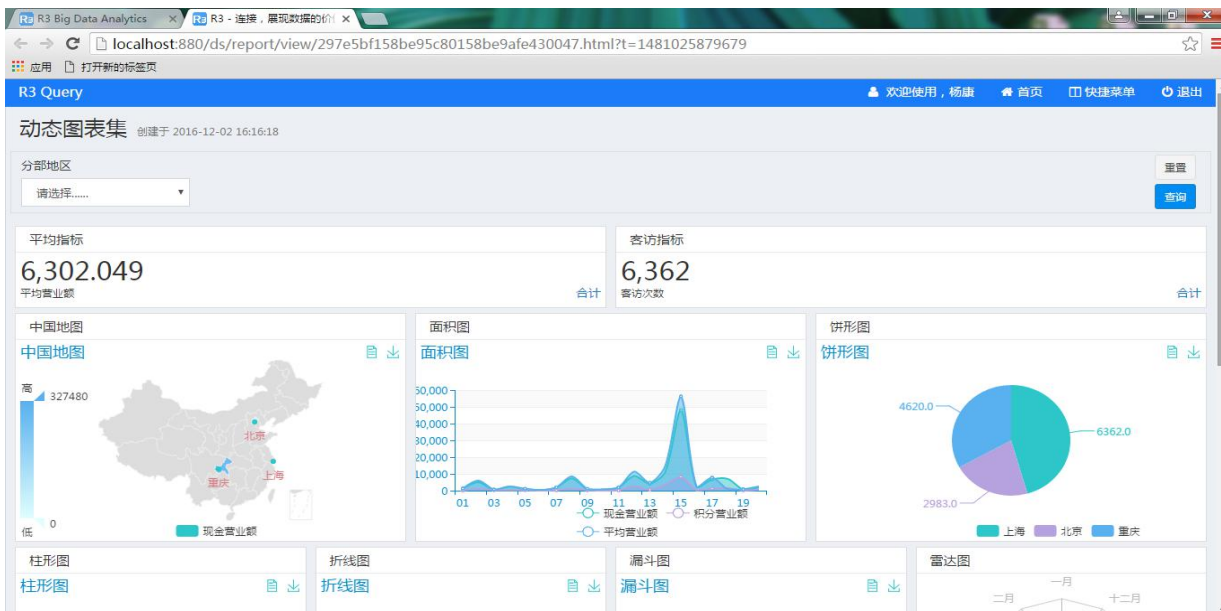 R3 Big Data Analytics
R3 - 连接，展现数据的价
localhost:880/ds/report/view/297e5bf158be95c80158be9afe430047.html?t=1481025879679
应用 打开新的标签页
R3 Query 欢迎使用，杨康 首页 快捷菜单 退出
动态图表集 创建于 2016-12-02 16:16:18
分部地区
重置
请选择......
查询
平均指标
6,302.049
平均营业额
合计
客访指标
6,362
客访次数
合计
中国地图
中国地图
高
327480
北京
重庆
上海
0
低
现金营业额
面积图
面积图
60,000
50,000
40,000
30,000
20,000
10,000
0
01 03 05 07 09 11 13 15 17 19
现金营业额 积分营业额
平均营业额
饼形图
饼形图
4620.0
6362.0
2983.0
上海 北京 重庆
柱形图
柱形图
折线图
折线图
漏斗图
漏斗图
雷达图
一月
二月 十二月